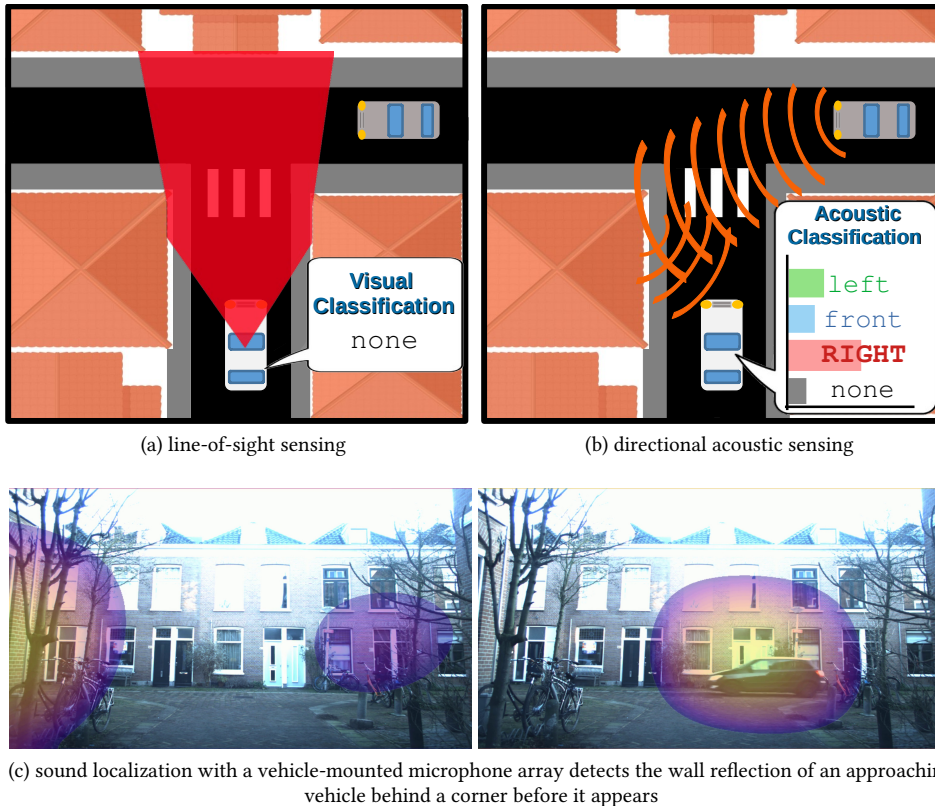 Visual
Classification
none
Acoustic
Classification
left
front
RIGHT
none
(a) line-of-sight sensing
(b) directional acoustic sensing
(c) sound localization with a vehicle-mounted microphone array detects the wall reflection of an approachin
vehicle behind a corner before it appears